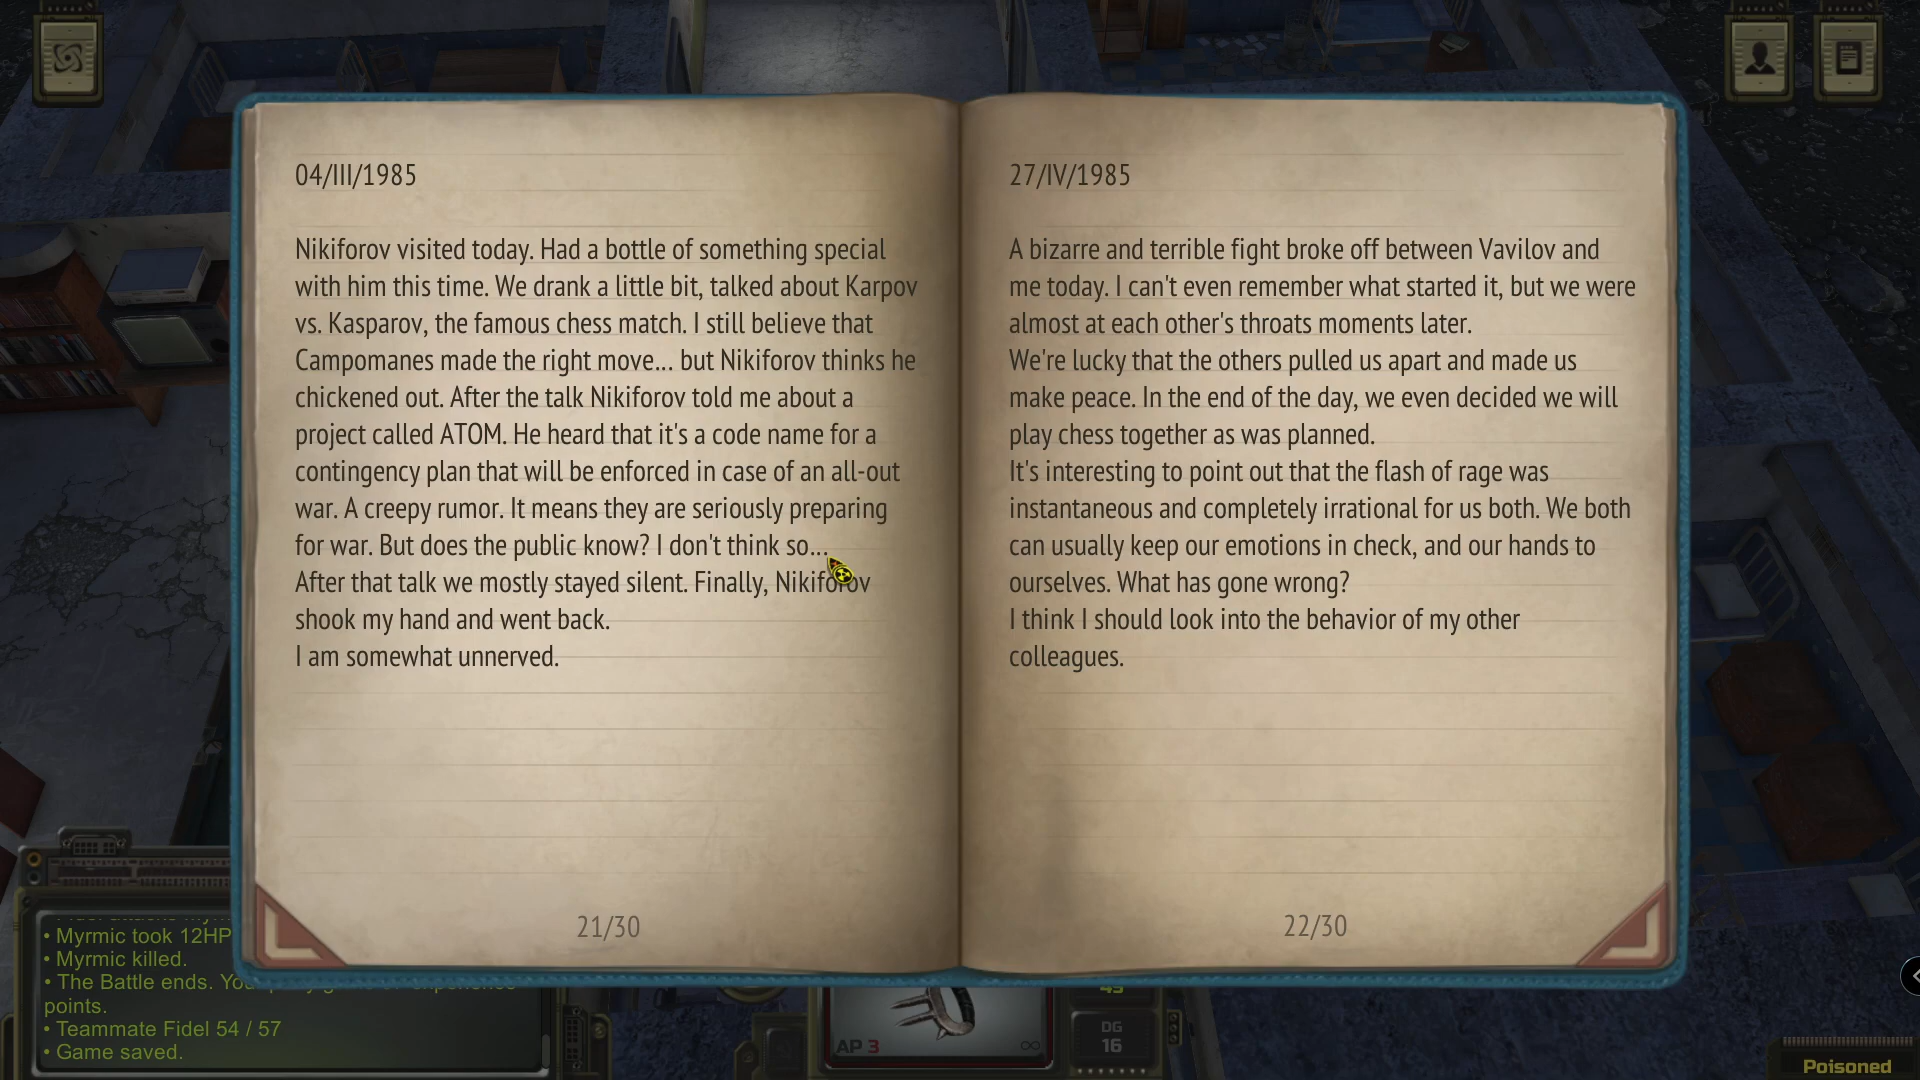 04/III/1985
Nikiforov visited today. Had a bottle of something special
with him this time. We drank a little bit, talked about Karpov
vs. Kasparov, the famous chess match. I still believe that
Campomanes made the right move... but Nikiforov thinks he
chickened out. After the talk Nikiforov told me about a
project called ATOM. He heard that it's a code name for a
contingency plan that will be enforced in case of an all-out
war. A creepy rumor. It means they are seriously preparing
for war. But does the public know? I don't think so...
After that talk we mostly stayed silent. Finally, Nikiforov
shook my hand and went back.
I am somewhat unnerved.
21/30
27/IV/1985
A bizarre and terrible fight broke off between Vavilov and
me today. I can't even remember what started it, but we were
almost at each other's throats moments later.
We're lucky that the others pulled us apart and made us
make peace. In the end of the day, we even decided we will
play chess together as was planned.
It's interesting to point out that the flash of rage was
instantaneous and completely irrational for us both. We both
can usually keep our emotions in check, and our hands to
ourselves. What has gone wrong?
I think I should look into the behavior of my other
colleagues.
22/30
• Myrmic took 12HP
• Myrmic killed.
• The Battle ends.
points.
• Teammate Fidel 54 / 57
• Game saved.
AP 3
DG
16
Poisoned